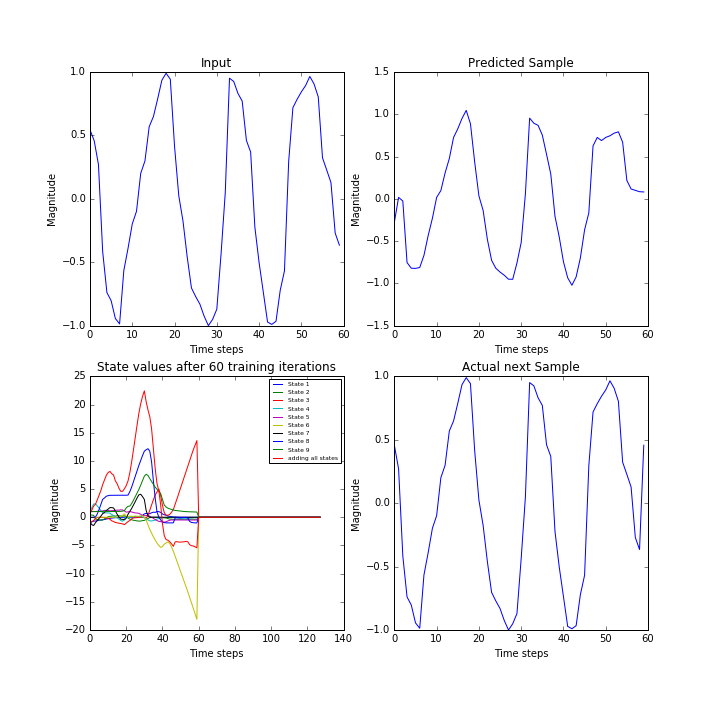 Input
1.0
0.5
0.0
−0.5
−1.0
Magnitude
0 10 20 30 40 50 60
Time steps
Predicted Sample
1.5
1.0
0.5
0.0
−0.5
−1.0
−1.5
Magnitude
0 10 20 30 40 50 60
Time steps
State values after 60 training iterations
25
20
15
10
5
0
−5
−10
−15
−20
Magnitude
State 1
State 2
State 3
State 4
State 5
State 6
State 7
State 8
State 9
adding all states
0 20 40 60 80 100 120 140
Time steps
Actual next Sample
1.0
0.5
0.0
−0.5
−1.0
Magnitude
0 10 20 30 40 50 60
Time steps